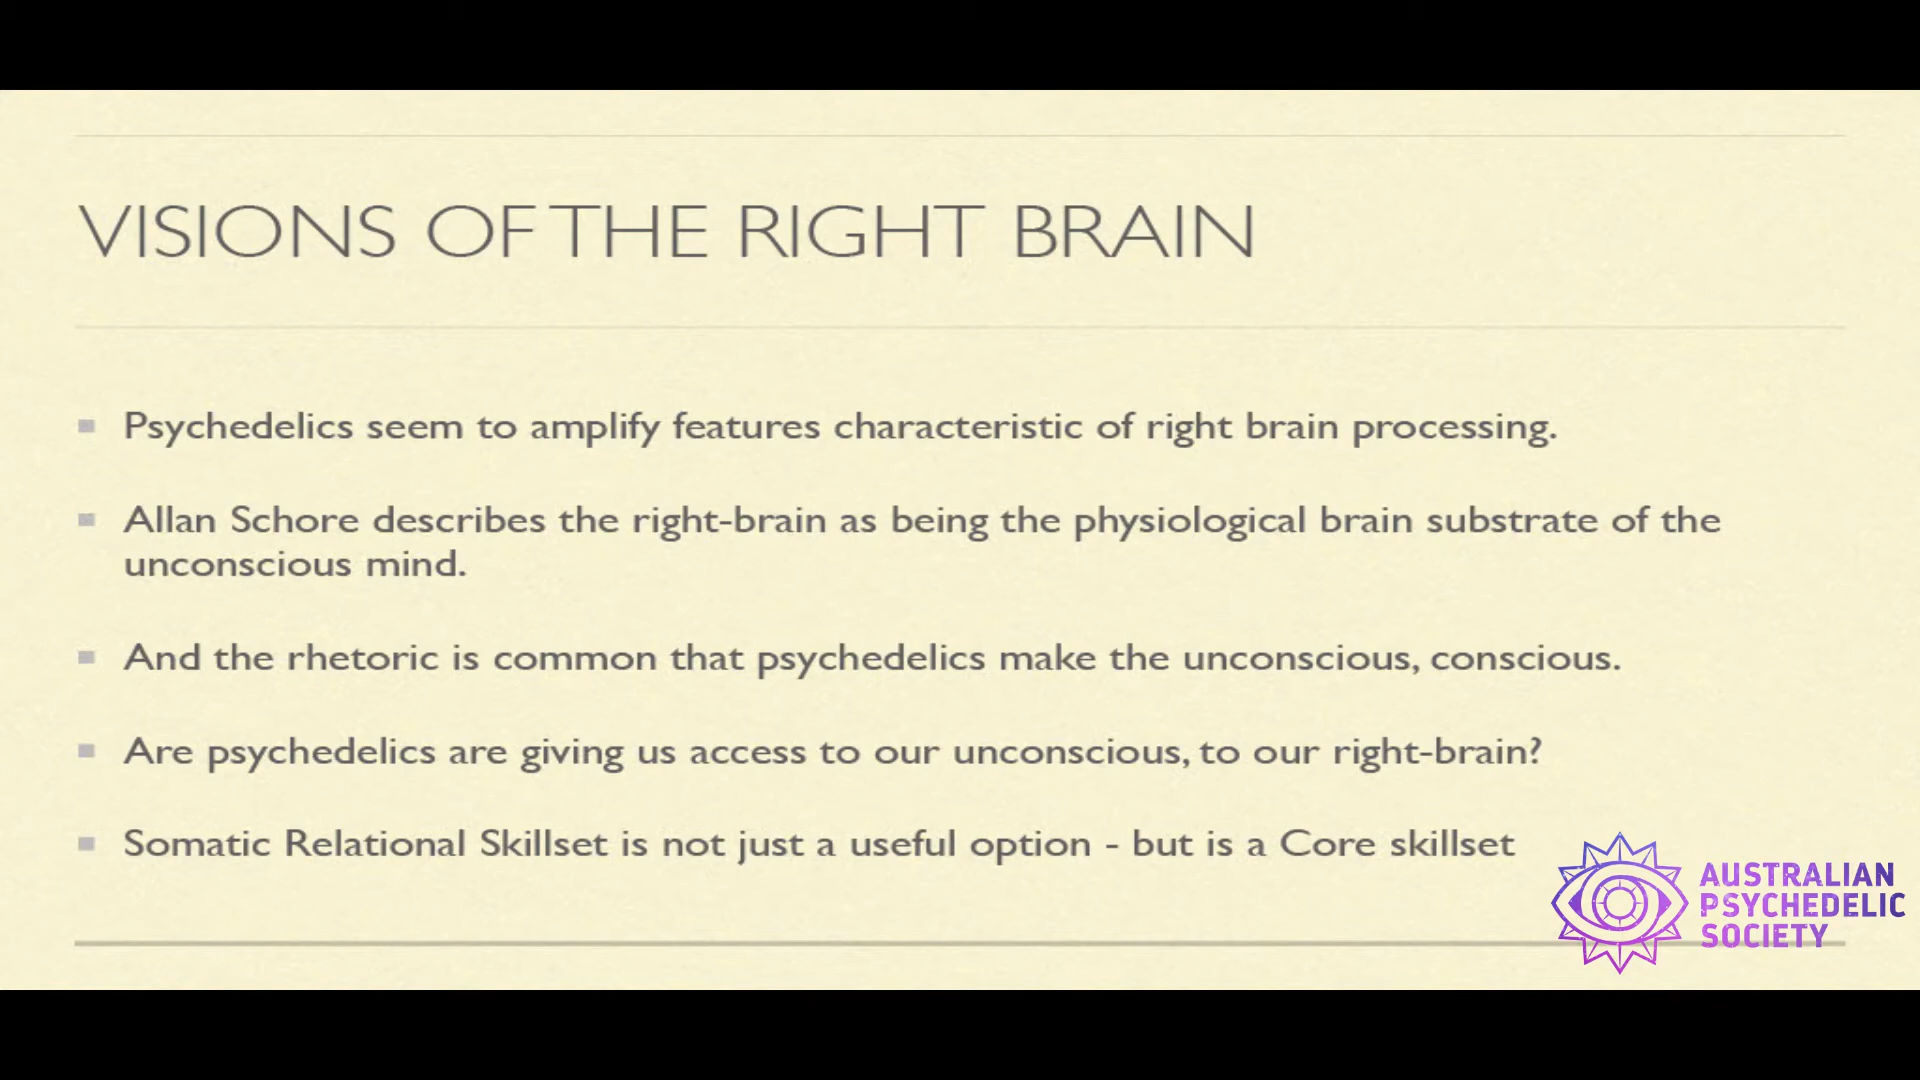 VISIONS OF THE RIGHT BRAIN
Psychedelics seem to amplify features characteristic of right brain processing.
Allan Schore describes the right-brain as being the physiological brain substrate of the
unconscious mind.
And the rhetoric is common that psychedelics make the unconscious, conscious.
Are psychedelics are giving us access to our unconscious, to our right-brain?
Somatic Relational Skillset is not just a useful option - but is a Core skillset
AUSTRALIAN
PSYCHEDELIC
SOCIETY